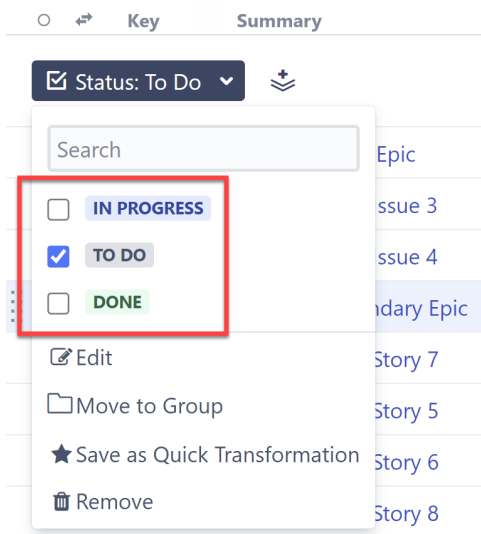 Key Summary
Status: To Do
Search
Epic
IN PROGRESS
ssue 3
TO DO
ssue 4
DONE
ndary Epic
Edit
Story 7
Move to Group
Story 5
Save as Quick Transformation
Story 6
Remove
Story 8